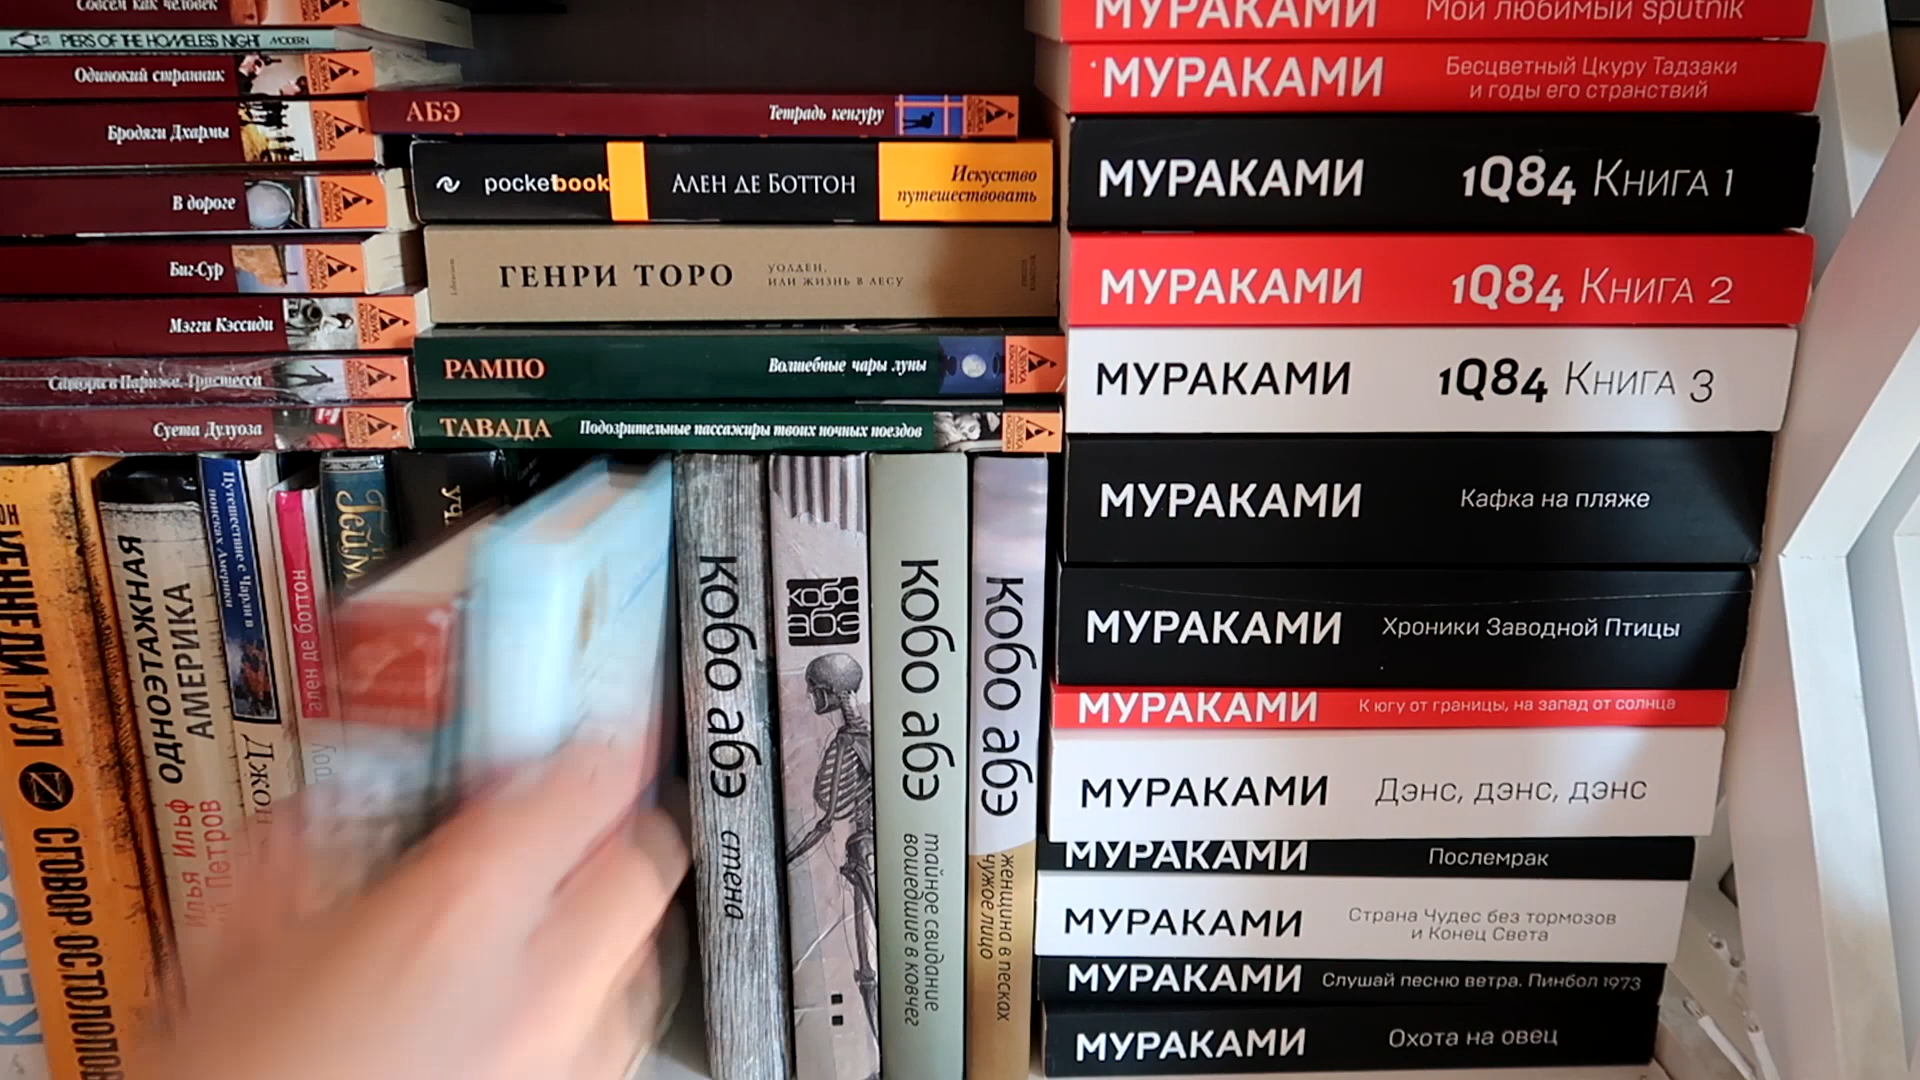 Совсем как человек
PIERS OF THE HOMELESS NIGHT MODERN
Одинокий странник
Бродяги Дхармы
В дороге
Биг-Сур
Мэгги Кэссиди
Сатори в Париже. Тристесса
Суета Дулуоза
АБЭ Тетрадь кенгуру
pocketbook АЛЕН ДЕ БОТТОН Искусство
путешествовать
ГЕНРИ ТОРО УОЛДЕН,
ИЛИ ЖИЗНЬ В ЛЕСУ
РАМПО Волшебные чары луны
ТАВАДА Подозрительные пассажиры твоих ночных поездов
СГОВОР ОСТОЛОПОВ
ОДНОЭТАЖНАЯ
АМЕРИКА
Илья Ильф
Петров
Путешествие с Чарли в
поисках Америки
Джон
ален де боттон
кобо абэ стена
кобо
абэ
кобо абэ тайное свидание
вошедшие в ковчег
кобо абэ женщина в песках
чужое лицо
МУРАКАМИ Мой любимый sputnik
МУРАКАМИ Бесцветный Цкуру Тадзаки
и годы его странствий
МУРАКАМИ 1Q84 Книга 1
МУРАКАМИ 1Q84 Книга 2
МУРАКАМИ 1Q84 Книга 3
МУРАКАМИ Кафка на пляже
МУРАКАМИ Хроники Заводной Птицы
МУРАКАМИ К югу от границы, на запад от солнца
МУРАКАМИ Дэнс, дэнс, дэнс
МУРАКАМИ Послемрак
МУРАКАМИ Страна Чудес без тормозов
и Конец Света
МУРАКАМИ Слушай песню ветра. Пинбол 1973
МУРАКАМИ Охота на овец